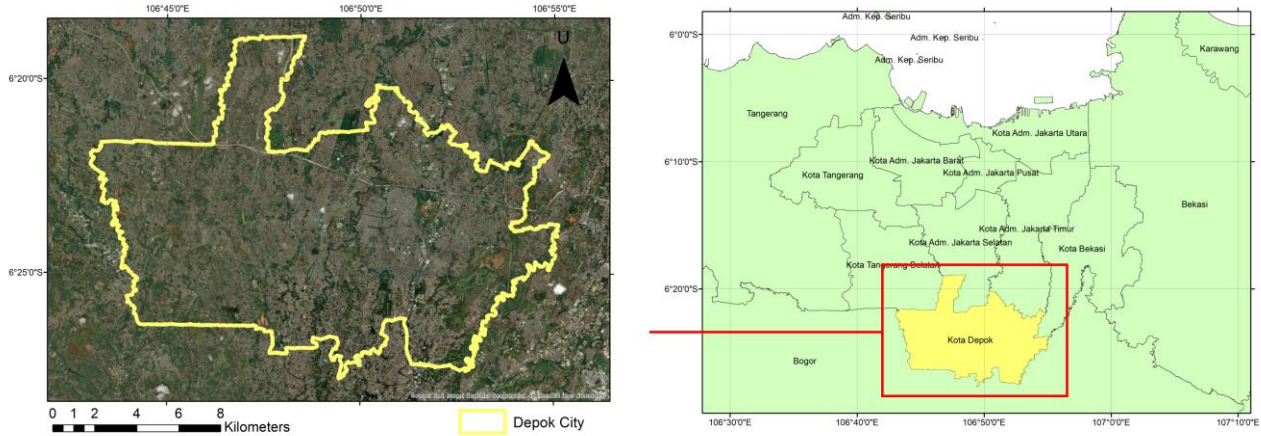 106°45'0"E
106°50'0"E
106°55'0"E
6°20'0"S
6°25'0"S
U
0 1 2 4 6 8
Kilometers
Depok City
Adm. Kep. Seribu
Adm. Kep. Seribu
Adm. Kep. Seribu
Karawang
6°0'0"S
Tangerang
Kota Adm. Jakarta Utara
6°10'0"S
Kota Adm. Jakarta Barat
Kota Tangerang
Kota Adm. Jakarta Pusat
Bekasi
Kota Adm. Jakarta Timur
Kota Adm. Jakarta Selatan
Kota Bekasi
Kota Tangerang Selatan
6°20'0"S
Kota Depok
Bogor
106°30'0"E
106°40'0"E
106°50'0"E
107°0'0"E
107°10'0"E